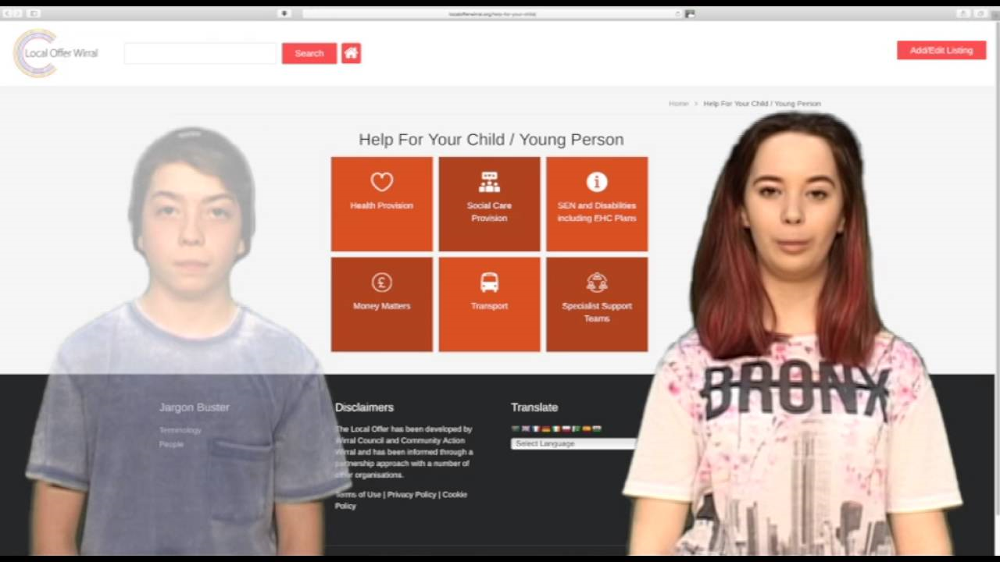 localofferwirral.org/help-for-your-child/
Local Offer Wirral
Search
Add/Edit Listing
Home > Help For Your Child / Young Person
Help For Your Child / Young Person
Health Provision
Social Care
Provision
SEN and Disabilities
including EHC Plans
Money Matters
Transport
Specialist Support
Teams
BRONX
Jargon Buster
Terminology
People
Disclaimers
The Local Offer has been developed by
Wirral Council and Community Action
Wirral and has been informed through a
partnership approach with a number of
other organisations.
Terms of Use | Privacy Policy | Cookie
Policy
Translate
Select Language